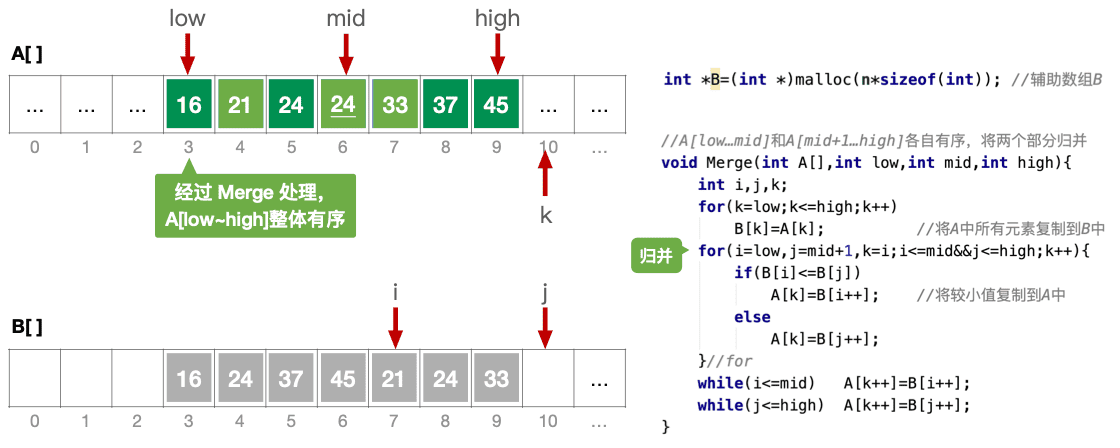 low mid high
A[ ]
... ... ... 16 21 24 24 33 37 45 ... ...
0 1 2 3 4 5 6 7 8 9 10 ...
经过 Merge 处理，
A[low~high]整体有序
k
i j
B[ ]
16 24 37 45 21 24 33 ...
0 1 2 3 4 5 6 7 8 9 10 ...
int *B=(int *)malloc(n*sizeof(int)); //辅助数组B
//A[low…mid]和A[mid+1…high]各自有序，将两个部分归并
void Merge(int A[],int low,int mid,int high){
int i,j,k;
for(k=low;k<=high;k++)
B[k]=A[k]; //将A中所有元素复制到B中
归并
for(i=low,j=mid+1,k=i;i<=mid&&j<=high;k++){
if(B[i]<=B[j])
A[k]=B[i++]; //将较小值复制到A中
else
A[k]=B[j++];
}//for
while(i<=mid) A[k++]=B[i++];
while(j<=high) A[k++]=B[j++];
}